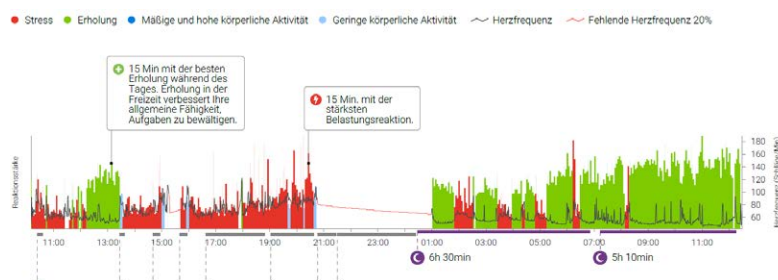 Stress Erholung Mäßige und hohe körperliche Aktivität Geringe körperliche Aktivität Herzfrequenz Fehlende Herzfrequenz 20%
15 Min mit der besten
Erholung während des
Tages. Erholung in der
Freizeit verbessert Ihre
allgemeine Fähigkeit,
Aufgaben zu bewältigen.
15 Min. mit der
stärksten
Belastungsreaktion.
Reaktionsstärke
180
160
140
120
100
80
60
11:00 13:00 15:00 17:00 19:00 21:00 23:00 01:00 03:00 05:00 07:00 09:00 11:00
6h 30min 5h 10min